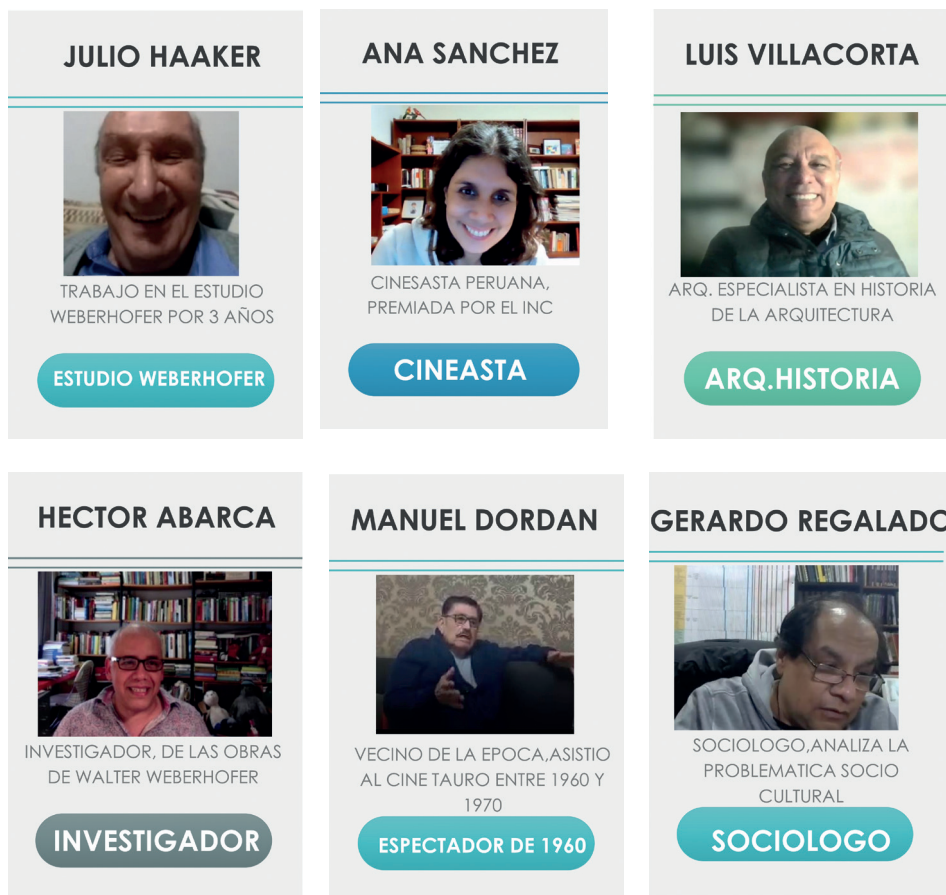 JULIO HAAKER
TRABAJO EN EL ESTUDIO
WEBERHOFER POR 3 AÑOS
ESTUDIO WEBERHOFER
ANA SANCHEZ
CINESASTA PERUANA,
PREMIADA POR EL INC
CINEASTA
LUIS VILLACORTA
ARQ. ESPECIALISTA EN HISTORIA
DE LA ARQUITECTURA
ARQ.HISTORIA
HECTOR ABARCA
INVESTIGADOR, DE LAS OBRAS
DE WALTER WEBERHOFER
INVESTIGADOR
MANUEL DORDAN
VECINO DE LA EPOCA,ASISTIO
AL CINE TAURO ENTRE 1960 Y
1970
ESPECTADOR DE 1960
GERARDO REGALADO
SOCIOLOGO,ANALIZA LA
PROBLEMATICA SOCIO
CULTURAL
SOCIOLOGO